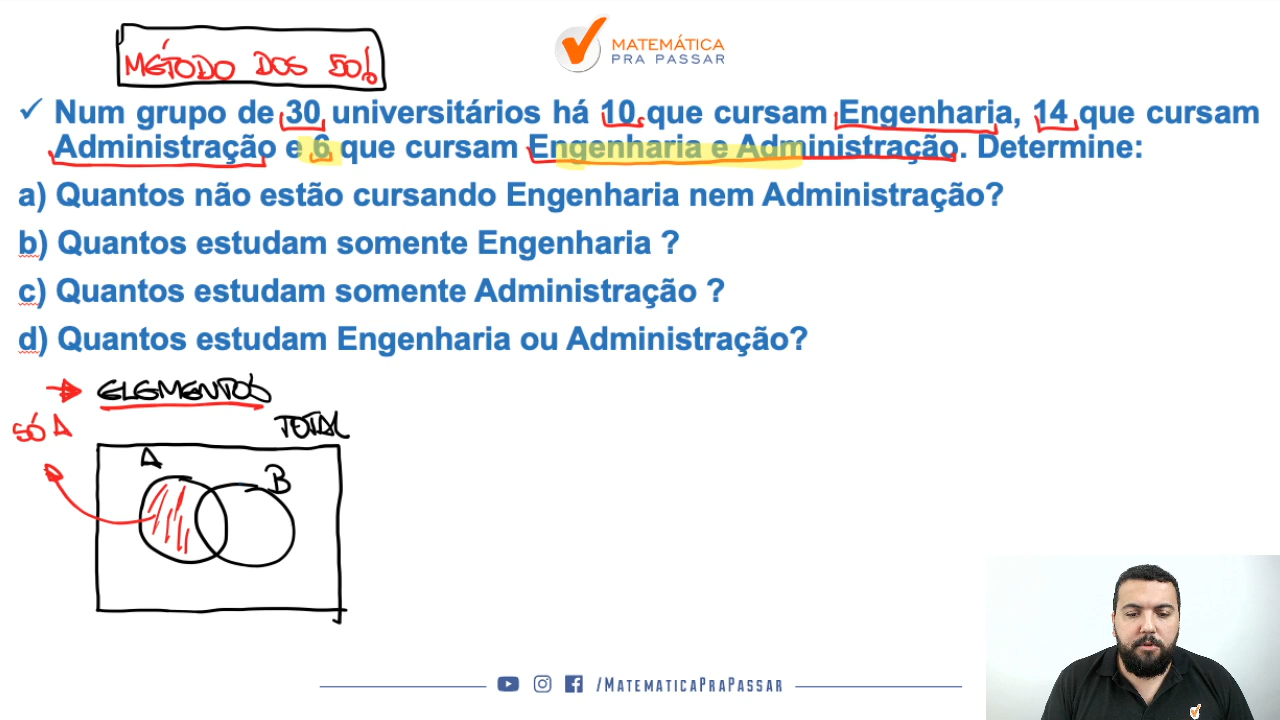 MÉTODO DOS SÓ!
MATEMÁTICA
PRA PASSAR
✓ Num grupo de 30 universitários há 10 que cursam Engenharia, 14 que cursam
Administração e 6 que cursam Engenharia e Administração. Determine:
a) Quantos não estão cursando Engenharia nem Administração?
b) Quantos estudam somente Engenharia ?
c) Quantos estudam somente Administração ?
d) Quantos estudam Engenharia ou Administração?
ELEMENTOS
SÓ A
TOTAL
A
B
/MATEMATICAPRAPASSAR